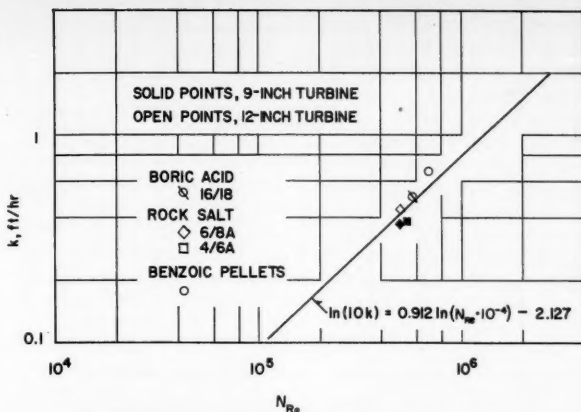 SOLID POINTS, 9-INCH TURBINE
OPEN POINTS, 12-INCH TURBINE
BORIC ACID
16/18
ROCK SALT
6/8A
4/6A
BENZOIC PELLETS
ln(10k) = 0.912 ln(N_Re·10⁻⁴) − 2.127
k, ft/hr
1
0.1
10⁴
10⁵
10⁶
N_Re